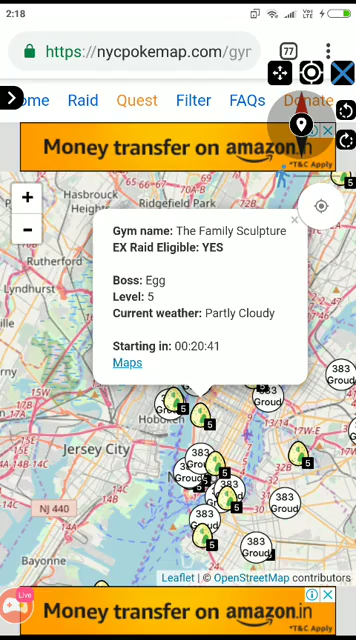 2:18
https://nycpokemap.com/gyr
77
ome Raid Quest Filter FAQs Donate
Money transfer on amazon.in
*T&C Apply
+
-
Hasbrouck
Heights
Ridgefield Park
Rutherford
Lyndhurst
Gym name: The Family Sculpture
EX Raid Eligible: YES
Boss: Egg
Level: 5
Current weather: Partly Cloudy
Starting in: 00:20:41
Maps
5
383
Groud
Hoboken
Jersey City
NJ 440
Bayonne
Leaflet | © OpenStreetMap contributors
Live
Money transfer on amazon.in
*T&C Apply